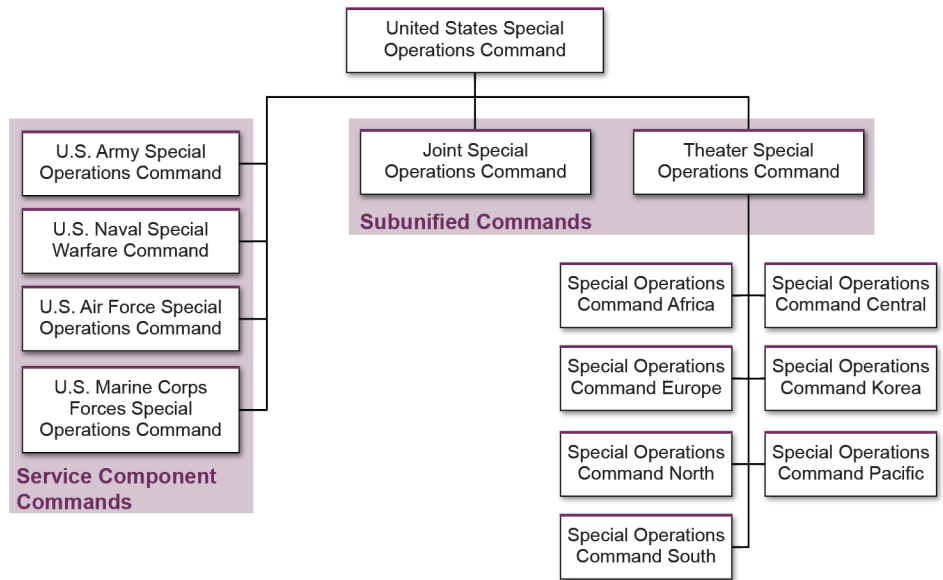 United States Special
Operations Command
U.S. Army Special
Operations Command
U.S. Naval Special
Warfare Command
U.S. Air Force Special
Operations Command
U.S. Marine Corps
Forces Special
Operations Command
Service Component
Commands
Joint Special
Operations Command
Theater Special
Operations Command
Subunified Commands
Special Operations
Command Africa
Special Operations
Command Central
Special Operations
Command Europe
Special Operations
Command Korea
Special Operations
Command North
Special Operations
Command Pacific
Special Operations
Command South